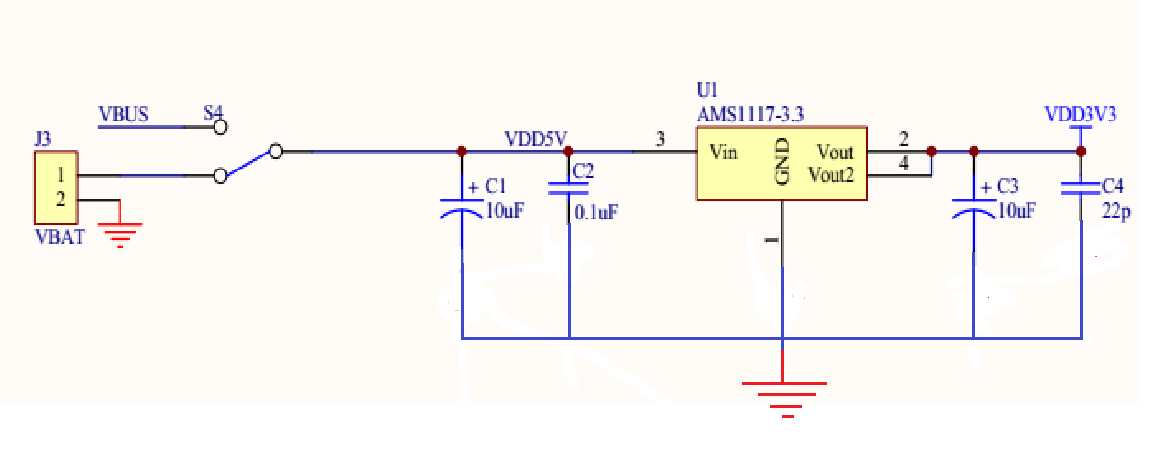 U1
AMS1117-3.3
VBUS
S4
VDD3V3
J3
VDD5V
3
Vin
GND
Vout
2
Vout2
4
1
2
VBAT
+
C1
10uF
C2
0.1uF
+
C3
10uF
C4
22p
1